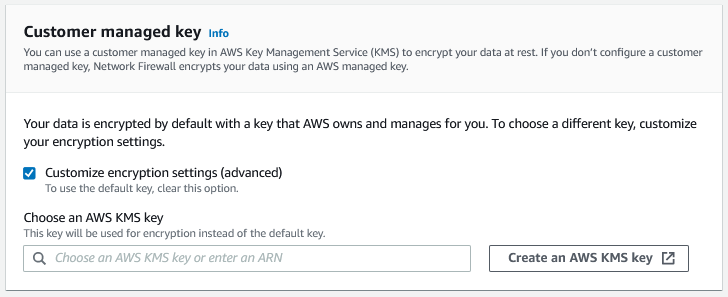 Customer managed key Info
You can use a customer managed key in AWS Key Management Service (KMS) to encrypt your data at rest. If you don't configure a customer
managed key, Network Firewall encrypts your data using an AWS managed key.
Your data is encrypted by default with a key that AWS owns and manages for you. To choose a different key, customize
your encryption settings.
Customize encryption settings (advanced)
To use the default key, clear this option.
Choose an AWS KMS key
This key will be used for encryption instead of the default key.
Choose an AWS KMS key or enter an ARN
Create an AWS KMS key